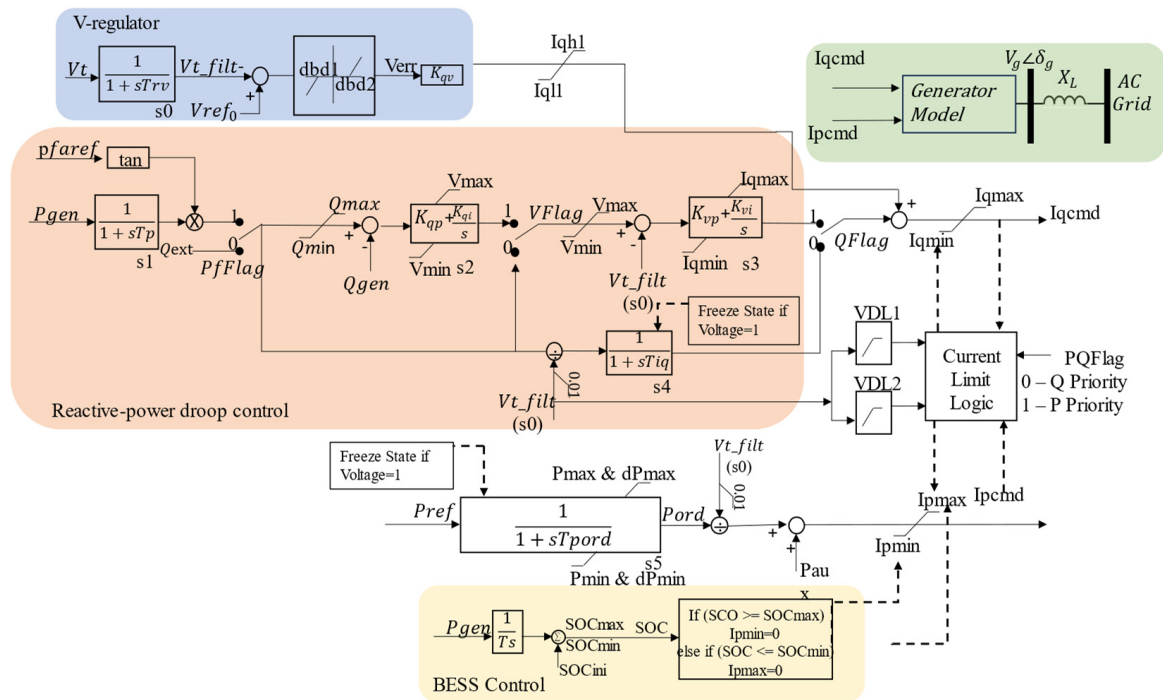 V-regulator
Vt
1
1 + sTrv
s0
Vt_filt-
+
Vref0
dbd1
dbd2
Verr
Kqv
Iqh1
Iql1
Iqcmd
Ipcmd
Generator
Model
Vg∠δg
XL
AC
Grid
pfaref
tan
Pgen
1
1 + sTp
s1
X
1
0
Qext
PfFlag
Qmax
Qmin
+
-
Qgen
Vmax
Kqp + Kqi
s
Vmin s2
1
0
VFlag
Vmax
Vmin
+
-
Vt_filt
(s0)
Iqmax
Kvp + Kvi
s
Iqmin
s3
1
0
QFlag
+
+
Iqmax
Iqmin
Iqcmd
Freeze State if
Voltage=1
÷
1
1 + sTiq
s4
0.01
Vt_filt
(s0)
Reactive-power droop control
VDL1
VDL2
Current
Limit
Logic
PQFlag
0 – Q Priority
1 – P Priority
Freeze State if
Voltage=1
Pref
Pmax & dPmax
1
1 + sTpord
s5
Pmin & dPmin
Pord
Vt_filt
(s0)
0.01
÷
+
+
Pau
x
Ipmax
Ipmin
Ipcmd
Pgen
1
Ts
Σ
SOCmax
SOCmin
SOCini
SOC
If (SCO >= SOCmax)
Ipmin=0
else if (SOC <= SOCmin)
Ipmax=0
BESS Control